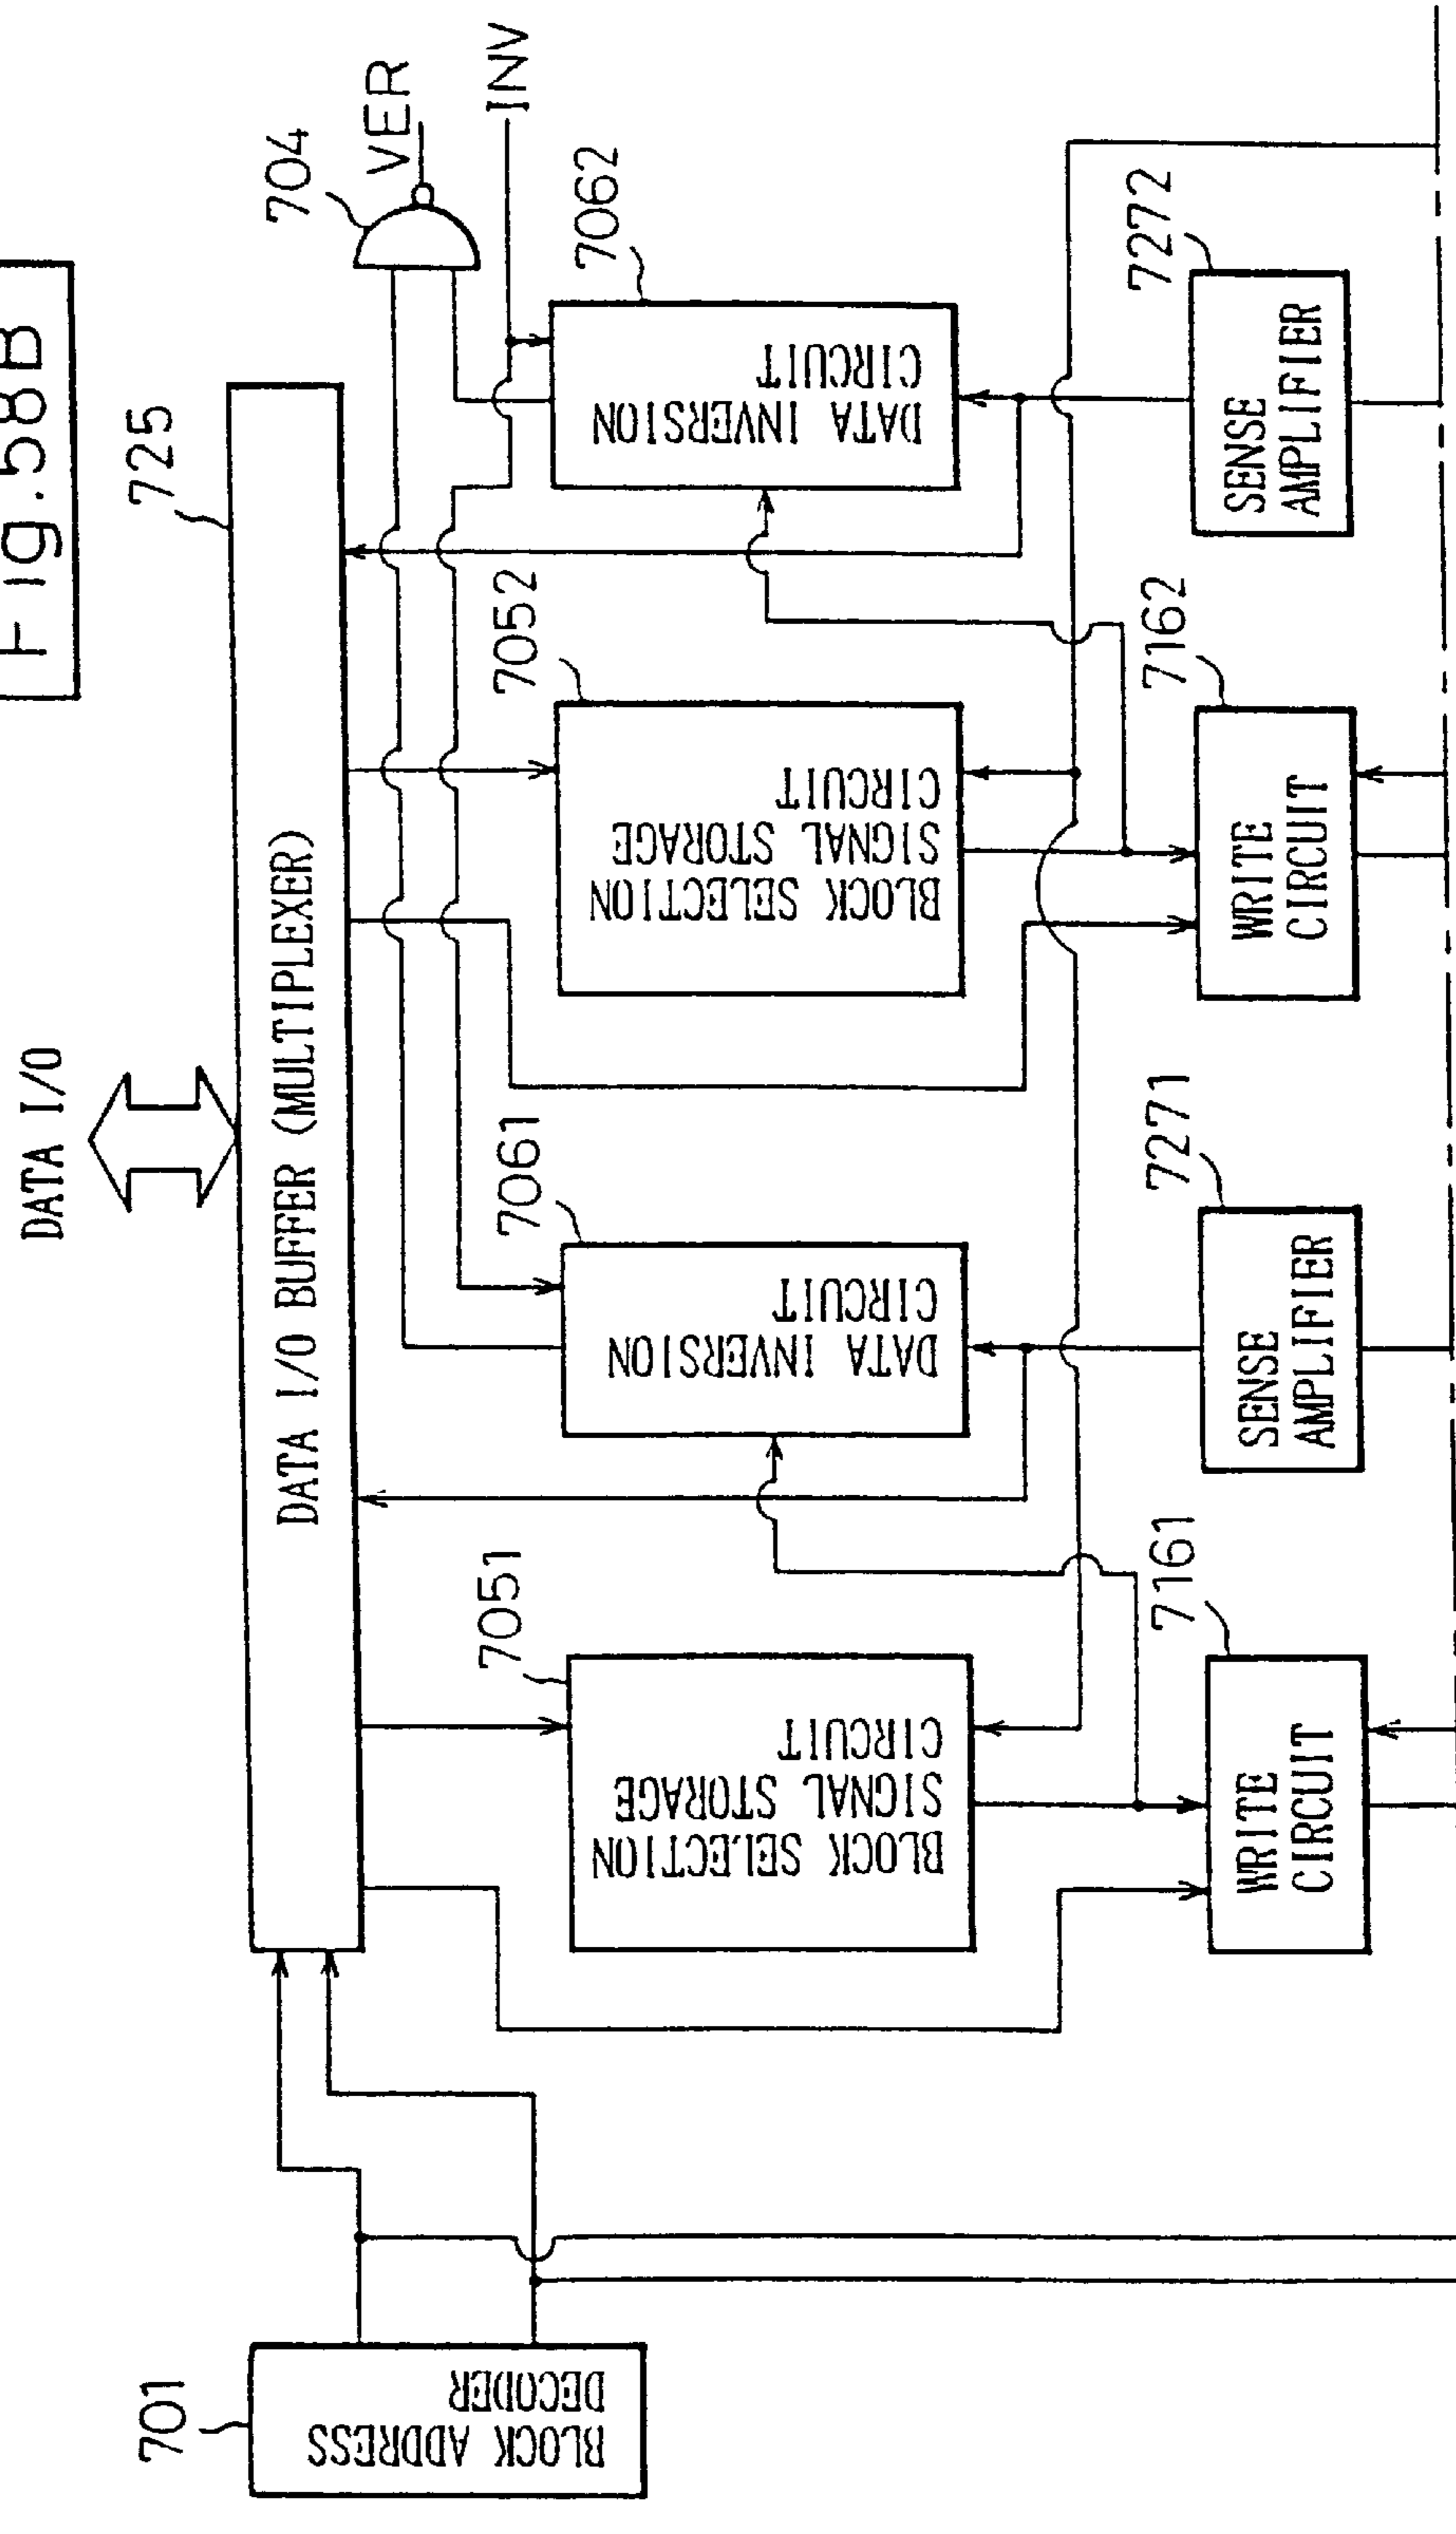 Fig.58B
DATA I/O
725
DATA I/O BUFFER (MULTIPLEXER)
704
VER
INV
701
BLOCK ADDRESS
DECODER
7051
BLOCK SELECTION
SIGNAL STORAGE
CIRCUIT
7061
DATA INVERSION
CIRCUIT
7052
BLOCK SELECTION
SIGNAL STORAGE
CIRCUIT
7062
DATA INVERSION
CIRCUIT
7161
WRITE
CIRCUIT
7271
SENSE
AMPLIFIER
7162
WRITE
CIRCUIT
7272
SENSE
AMPLIFIER